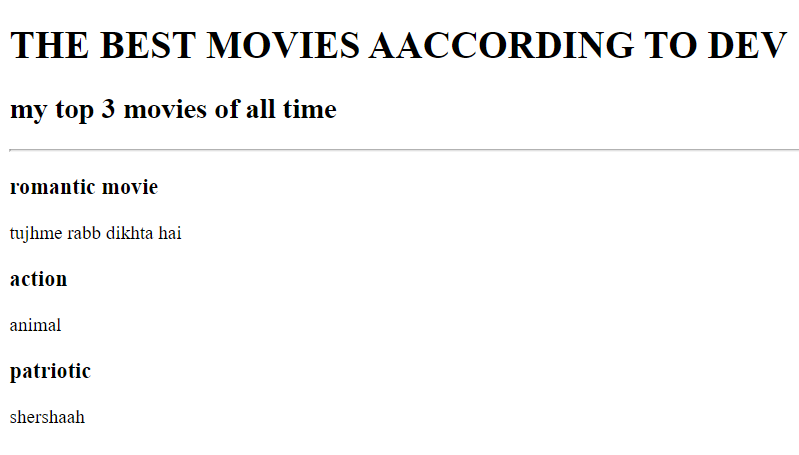 THE BEST MOVIES AACCORDING TO DEV
my top 3 movies of all time
romantic movie
tujhme rabb dikhta hai
action
animal
patriotic
shershaah